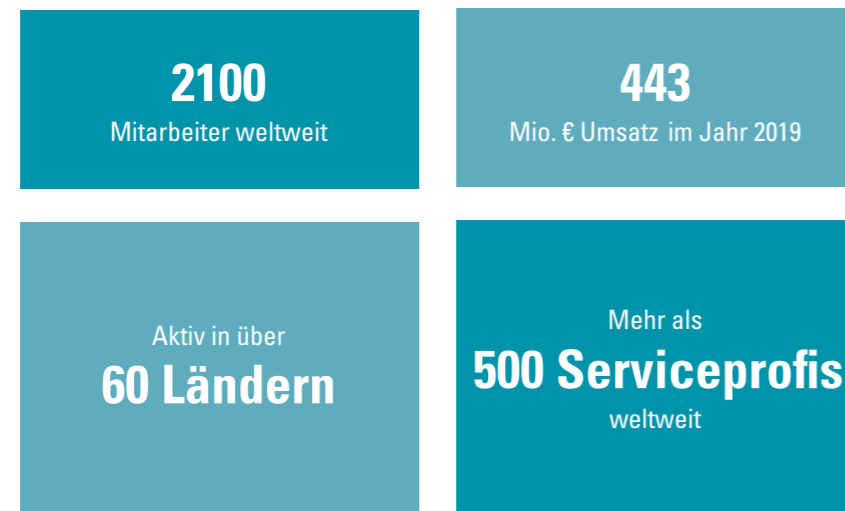 2100
Mitarbeiter weltweit
443
Mio. € Umsatz im Jahr 2019
Aktiv in über
60 Ländern
Mehr als
500 Serviceprofis
weltweit